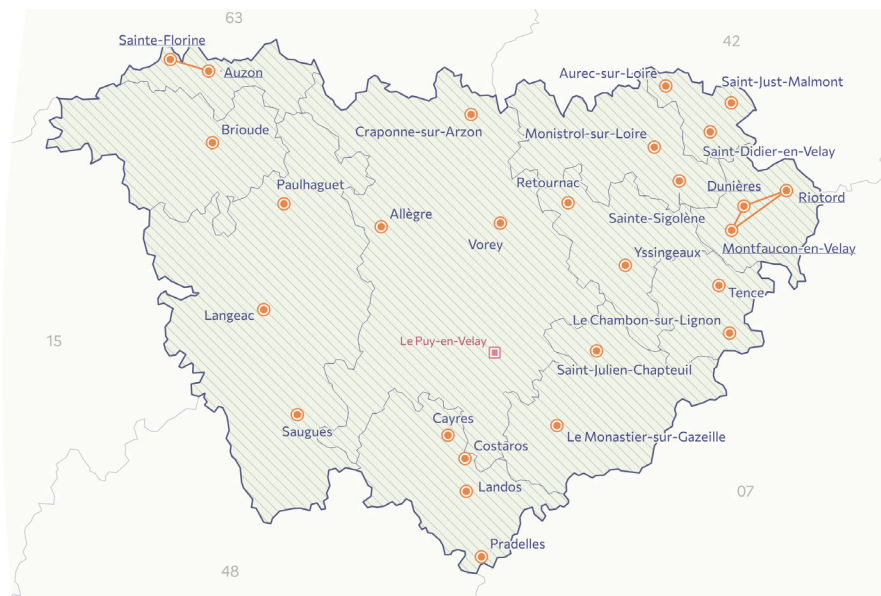 63
42
Sainte-Florine
Auzon
Aurec-sur-Loire
Saint-Just-Malmont
Brioude
Craponne-sur-Arzon
Monistrol-sur-Loire
Saint-Didier-en-Velay
Paulhaguet
Retournac
Dunières
Riotord
Allègre
Sainte-Sigolène
Vorey
Montfaucon-en-Velay
Yssingeaux
Tence
Langeac
Le Chambon-sur-Lignon
15
Le Puy-en-Velay
Saint-Julien-Chapteuil
Saugues
Cayres
Le Monastier-sur-Gazeille
Costaros
Landos
07
Pradelles
48